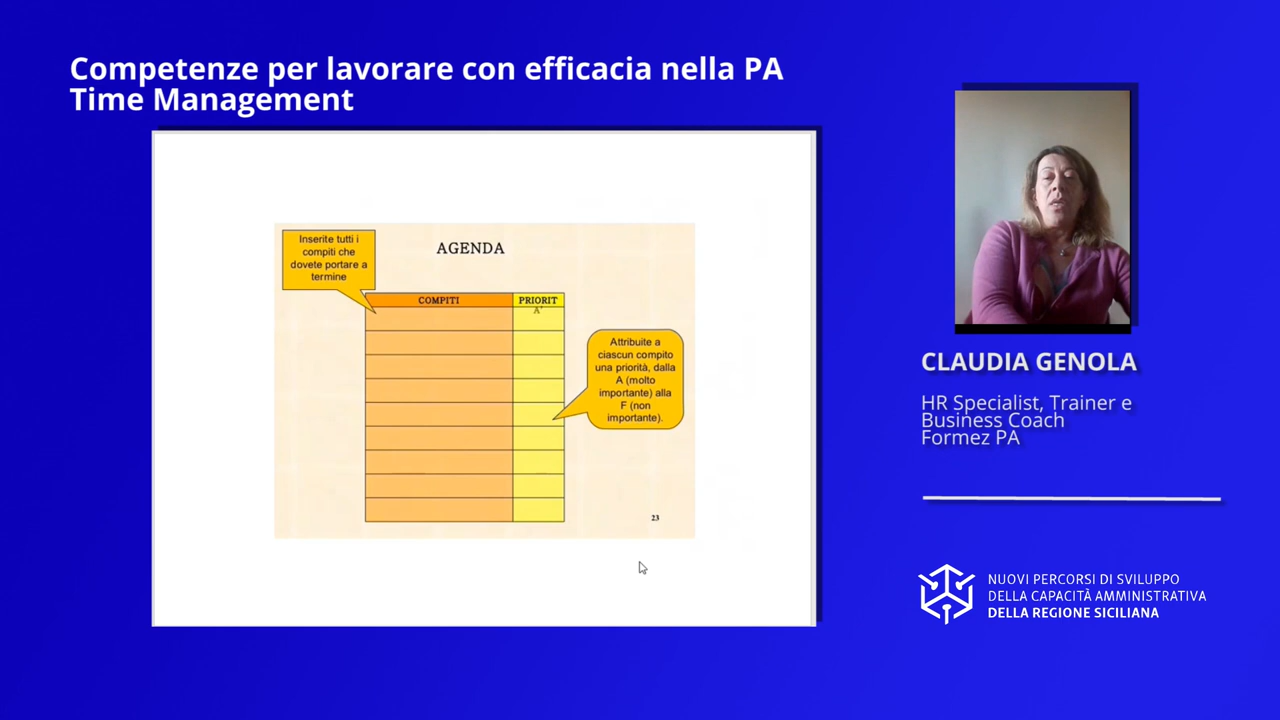 Competenze per lavorare con efficacia nella PA
Time Management
Inserite tutti i
compiti che
dovete portare a
termine
AGENDA
COMPITI
PRIORIT
A'
Attribuite a
ciascun compito
una priorità, dalla
A (molto
importante) alla
F (non
importante).
23
CLAUDIA GENOLA
HR Specialist, Trainer e
Business Coach
Formez PA
NUOVI PERCORSI DI SVILUPPO
DELLA CAPACITÀ AMMINISTRATIVA
DELLA REGIONE SICILIANA